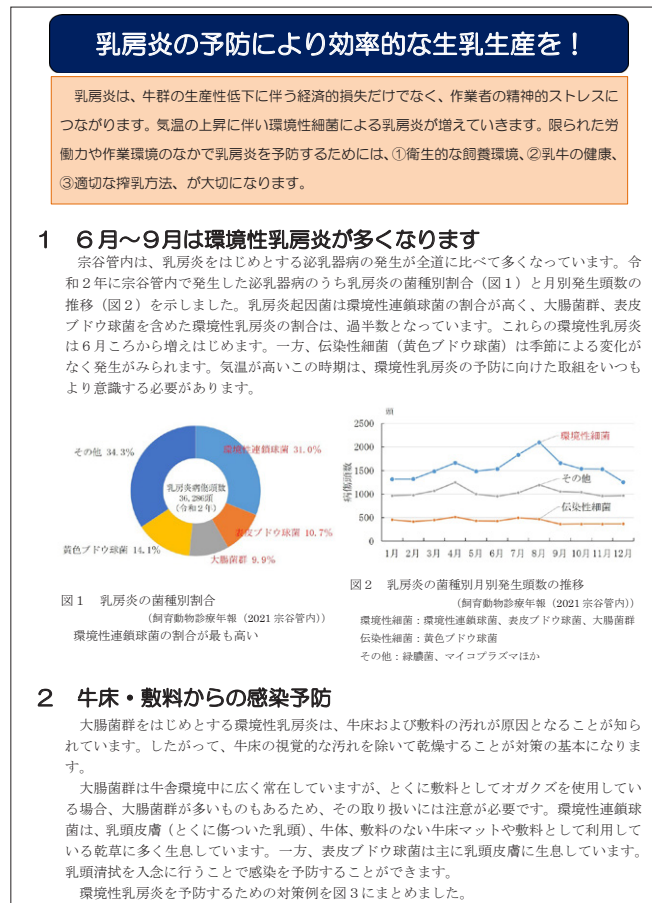 乳房炎の予防により効率的な生乳生産を！
乳房炎は、牛群の生産性低下に伴う経済的損失だけでなく、作業者の精神的ストレスに
つながります。気温の上昇に伴い環境性細菌による乳房炎が増えていきます。限られた労
働力や作業環境のなかで乳房炎を予防するためには、①衛生的な飼養環境、②乳牛の健康、
③適切な搾乳方法、が大切になります。
１　６月～９月は環境性乳房炎が多くなります
宗谷管内は、乳房炎をはじめとする泌乳器病の発生が全道に比べて多くなっています。令
和２年に宗谷管内で発生した泌乳器病のうち乳房炎の菌種別割合（図１）と月別発生頭数の
推移（図２）を示しました。乳房炎起因菌は環境性連鎖球菌の割合が高く、大腸菌群、表皮
ブドウ球菌を含めた環境性乳房炎の割合は、過半数となっています。これらの環境性乳房炎
は６月ころから増えはじめます。一方、伝染性細菌（黄色ブドウ球菌）は季節による変化が
なく発生がみられます。気温が高いこの時期は、環境性乳房炎の予防に向けた取組をいつも
より意識する必要があります。
その他 34.3%
環境性連鎖球菌 31.0%
乳房炎病傷頭数
36,286頭
(令和２年)
黄色ブドウ球菌 14.1%
表皮ブドウ球菌 10.7%
大腸菌群 9.9%
図１　乳房炎の菌種別割合
（飼育動物診療年報（2021 宗谷管内））
環境性連鎖球菌の割合が最も高い
頭
2500
2000
1500
1000
500
0
病傷頭数
環境性細菌
その他
伝染性細菌
1月 2月 3月 4月 5月 6月 7月 8月 9月 10月 11月 12月
図２　乳房炎の菌種別月別発生頭数の推移
（飼育動物診療年報（2021 宗谷管内））
環境性細菌：環境性連鎖球菌、表皮ブドウ球菌、大腸菌群
伝染性細菌：黄色ブドウ球菌
その他：緑膿菌、マイコプラズマほか
２　牛床・敷料からの感染予防
大腸菌群をはじめとする環境性乳房炎は、牛床および敷料の汚れが原因となることが知ら
れています。したがって、牛床の視覚的な汚れを除いて乾燥することが対策の基本になりま
す。
大腸菌群は牛舎環境中に広く常在していますが、とくに敷料としてオガクズを使用してい
る場合、大腸菌群が多いものもあるため、その取り扱いには注意が必要です。環境性連鎖球
菌は、乳頭皮膚（とくに傷ついた乳頭）、牛体、敷料のない牛床マットや敷料として利用して
いる乾草に多く生息しています。一方、表皮ブドウ球菌は主に乳頭皮膚に生息しています。
乳頭清拭を入念に行うことで感染を予防することができます。
環境性乳房炎を予防するための対策例を図３にまとめました。